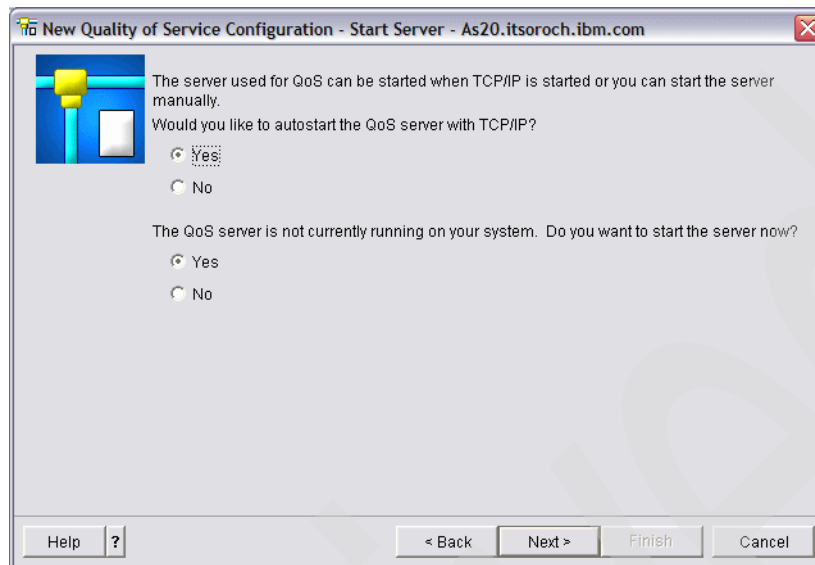 New Quality of Service Configuration - Start Server - As20.itsoroch.ibm.com
The server used for QoS can be started when TCP/IP is started or you can start the server
manually.
Would you like to autostart the QoS server with TCP/IP?
Yes
No
The QoS server is not currently running on your system. Do you want to start the server now?
Yes
No
Help ? < Back Next > Finish Cancel